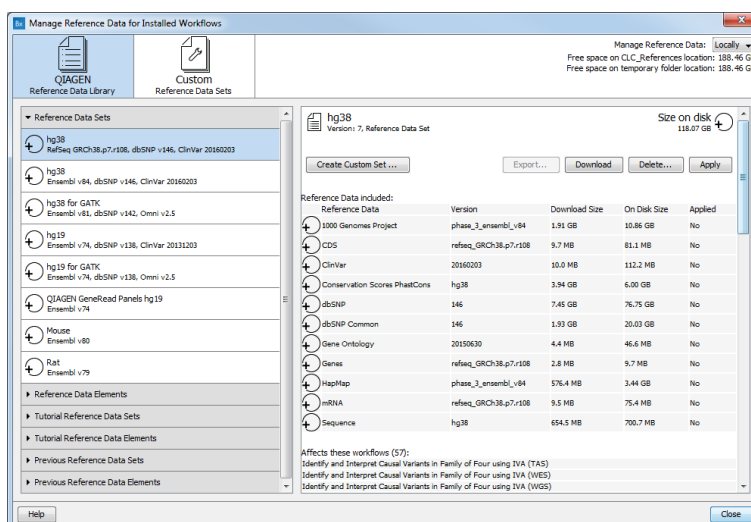 Bx Manage Reference Data for Installed Workflows
QIAGEN
Reference Data Library
Custom
Reference Data Sets
Manage Reference Data: Locally
Free space on CLC_References location: 188.46 G
Free space on temporary folder location: 188.46 G
Reference Data Sets
hg38
RefSeq GRCh38.p7.r108, dbSNP v146, ClinVar 20160203
hg38
Ensembl v84, dbSNP v146, ClinVar 20160203
hg38 for GATK
Ensembl v81, dbSNP v142, Omni v2.5
hg19
Ensembl v74, dbSNP v138, ClinVar 20131203
hg19 for GATK
Ensembl v74, dbSNP v138, Omni v2.5
QIAGEN GeneRead Panels hg19
Ensembl v74
Mouse
Ensembl v80
Rat
Ensembl v79
Reference Data Elements
Tutorial Reference Data Sets
Tutorial Reference Data Elements
Previous Reference Data Sets
Previous Reference Data Elements
hg38
Version: 7, Reference Data Set
Size on disk
118.07 GB
Create Custom Set ... Export... Download Delete... Apply
Reference Data included:
Reference Data Version Download Size On Disk Size Applied
1000 Genomes Project phase_3_ensembl_v84 1.91 GB 10.86 GB No
CDS refseq_GRCh38.p7.r108 9.7 MB 81.1 MB No
ClinVar 20160203 10.0 MB 112.2 MB No
Conservation Scores PhastCons hg38 3.94 GB 6.00 GB No
dbSNP 146 7.45 GB 76.75 GB No
dbSNP Common 146 1.93 GB 20.03 GB No
Gene Ontology 20150630 4.4 MB 46.6 MB No
Genes refseq_GRCh38.p7.r108 2.8 MB 9.7 MB No
HapMap phase_3_ensembl_v84 576.4 MB 3.44 GB No
mRNA refseq_GRCh38.p7.r108 9.5 MB 75.4 MB No
Sequence hg38 654.5 MB 700.7 MB No
Affects these workflows (57):
Identify and Interpret Causal Variants in Family of Four using IVA (TAS)
Identify and Interpret Causal Variants in Family of Four using IVA (WES)
Identify and Interpret Causal Variants in Family of Four using IVA (WGS)
Help
Close